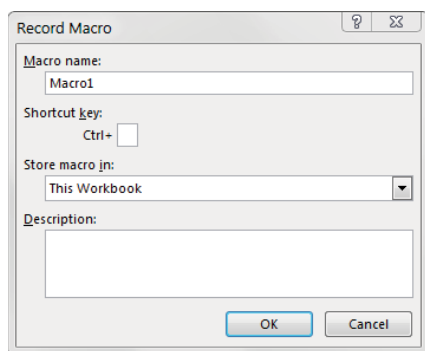 Record Macro
Macro name:
Macro1
Shortcut key:
Ctrl+
Store macro in:
This Workbook
Description:
OK Cancel